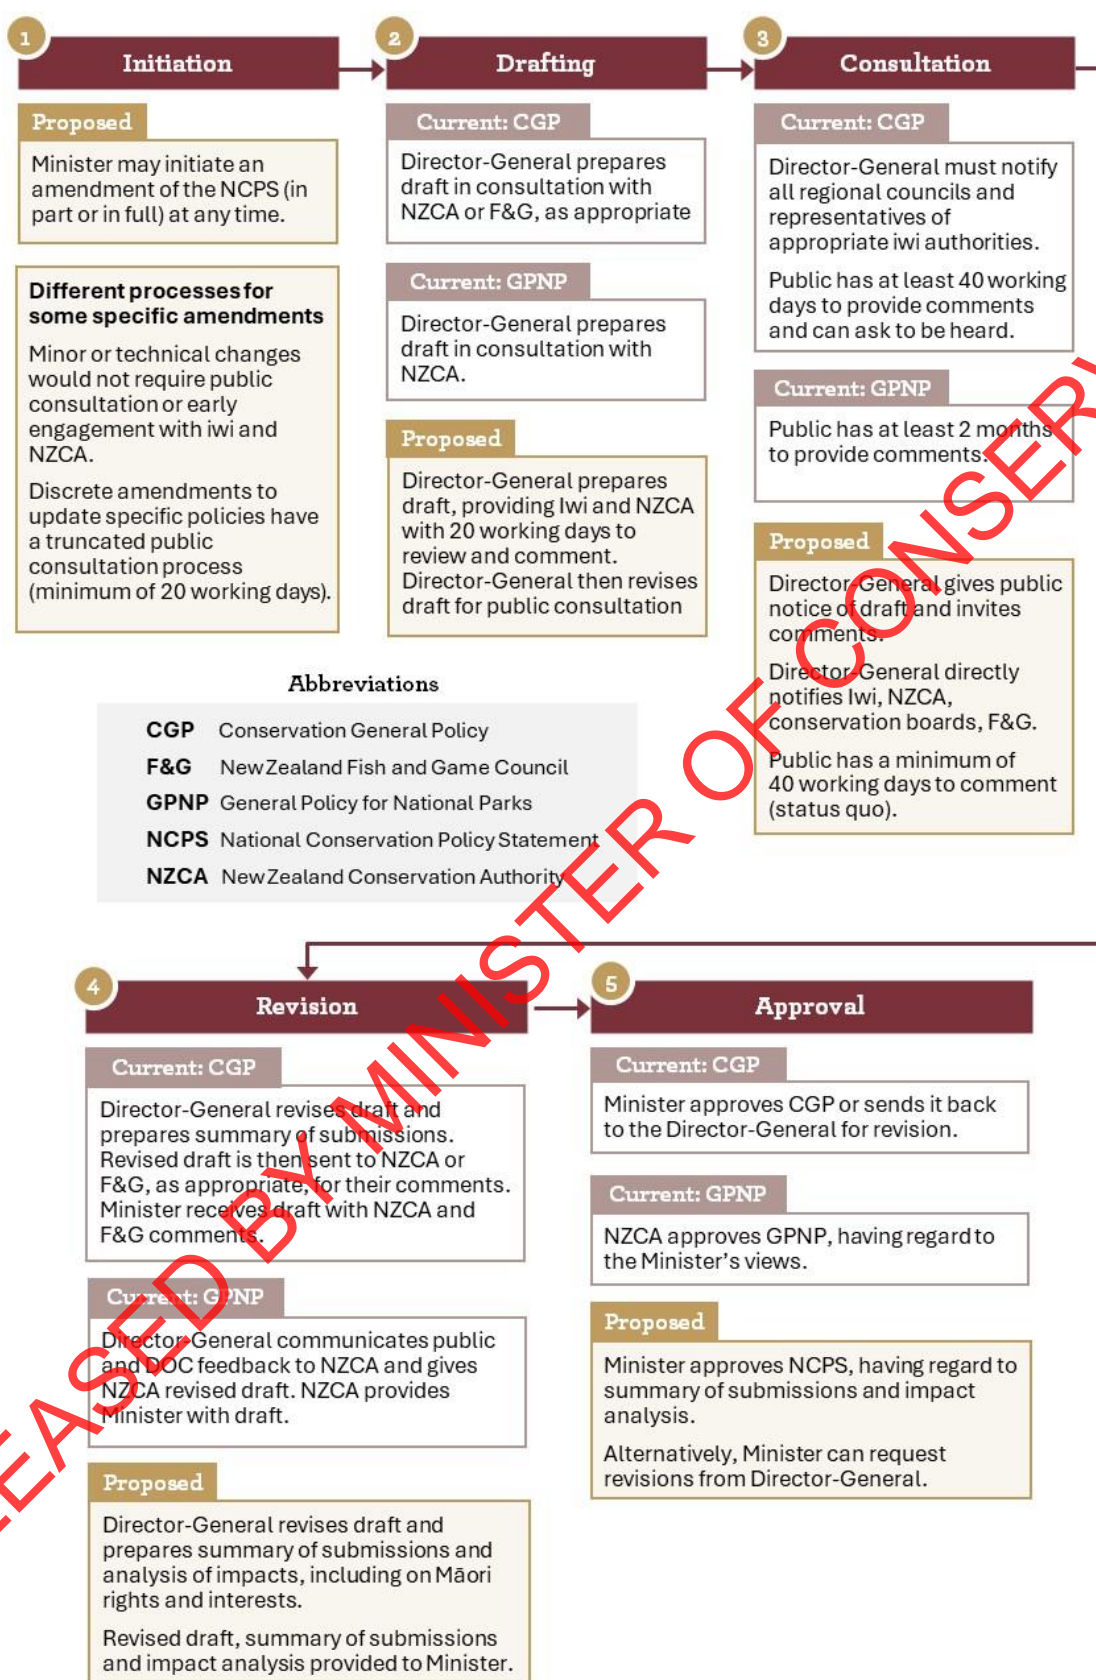 1
Initiation
Proposed
Minister may initiate an
amendment of the NCPS (in
part or in full) at any time.
Different processes for
some specific amendments
Minor or technical changes
would not require public
consultation or early
engagement with iwi and
NZCA.
Discrete amendments to
update specific policies have
a truncated public
consultation process
(minimum of 20 working days).
2
Drafting
Current: CGP
Director-General prepares
draft in consultation with
NZCA or F&G, as appropriate
Current: GPNP
Director-General prepares
draft in consultation with
NZCA.
Proposed
Director-General prepares
draft, providing Iwi and NZCA
with 20 working days to
review and comment.
Director-General then revises
draft for public consultation
3
Consultation
Current: CGP
Director-General must notify
all regional councils and
representatives of
appropriate iwi authorities.
Public has at least 40 working
days to provide comments
and can ask to be heard.
Current: GPNP
Public has at least 2 months
to provide comments.
Proposed
Director-General gives public
notice of draft and invites
comments.
Director-General directly
notifies Iwi, NZCA,
conservation boards, F&G.
Public has a minimum of
40 working days to comment
(status quo).
Abbreviations
CGP Conservation General Policy
F&G New Zealand Fish and Game Council
GPNP General Policy for National Parks
NCPS National Conservation Policy Statement
NZCA New Zealand Conservation Authority
4
Revision
Current: CGP
Director-General revises draft and
prepares summary of submissions.
Revised draft is then sent to NZCA or
F&G, as appropriate, for their comments.
Minister receives draft with NZCA and
F&G comments.
Current: GPNP
Director-General communicates public
and DOC feedback to NZCA and gives
NZCA revised draft. NZCA provides
Minister with draft.
Proposed
Director-General revises draft and
prepares summary of submissions and
analysis of impacts, including on Māori
rights and interests.
Revised draft, summary of submissions
and impact analysis provided to Minister.
5
Approval
Current: CGP
Minister approves CGP or sends it back
to the Director-General for revision.
Current: GPNP
NZCA approves GPNP, having regard to
the Minister's views.
Proposed
Minister approves NCPS, having regard to
summary of submissions and impact
analysis.
Alternatively, Minister can request
revisions from Director-General.
EASED BY MINISTER OF CONSERV